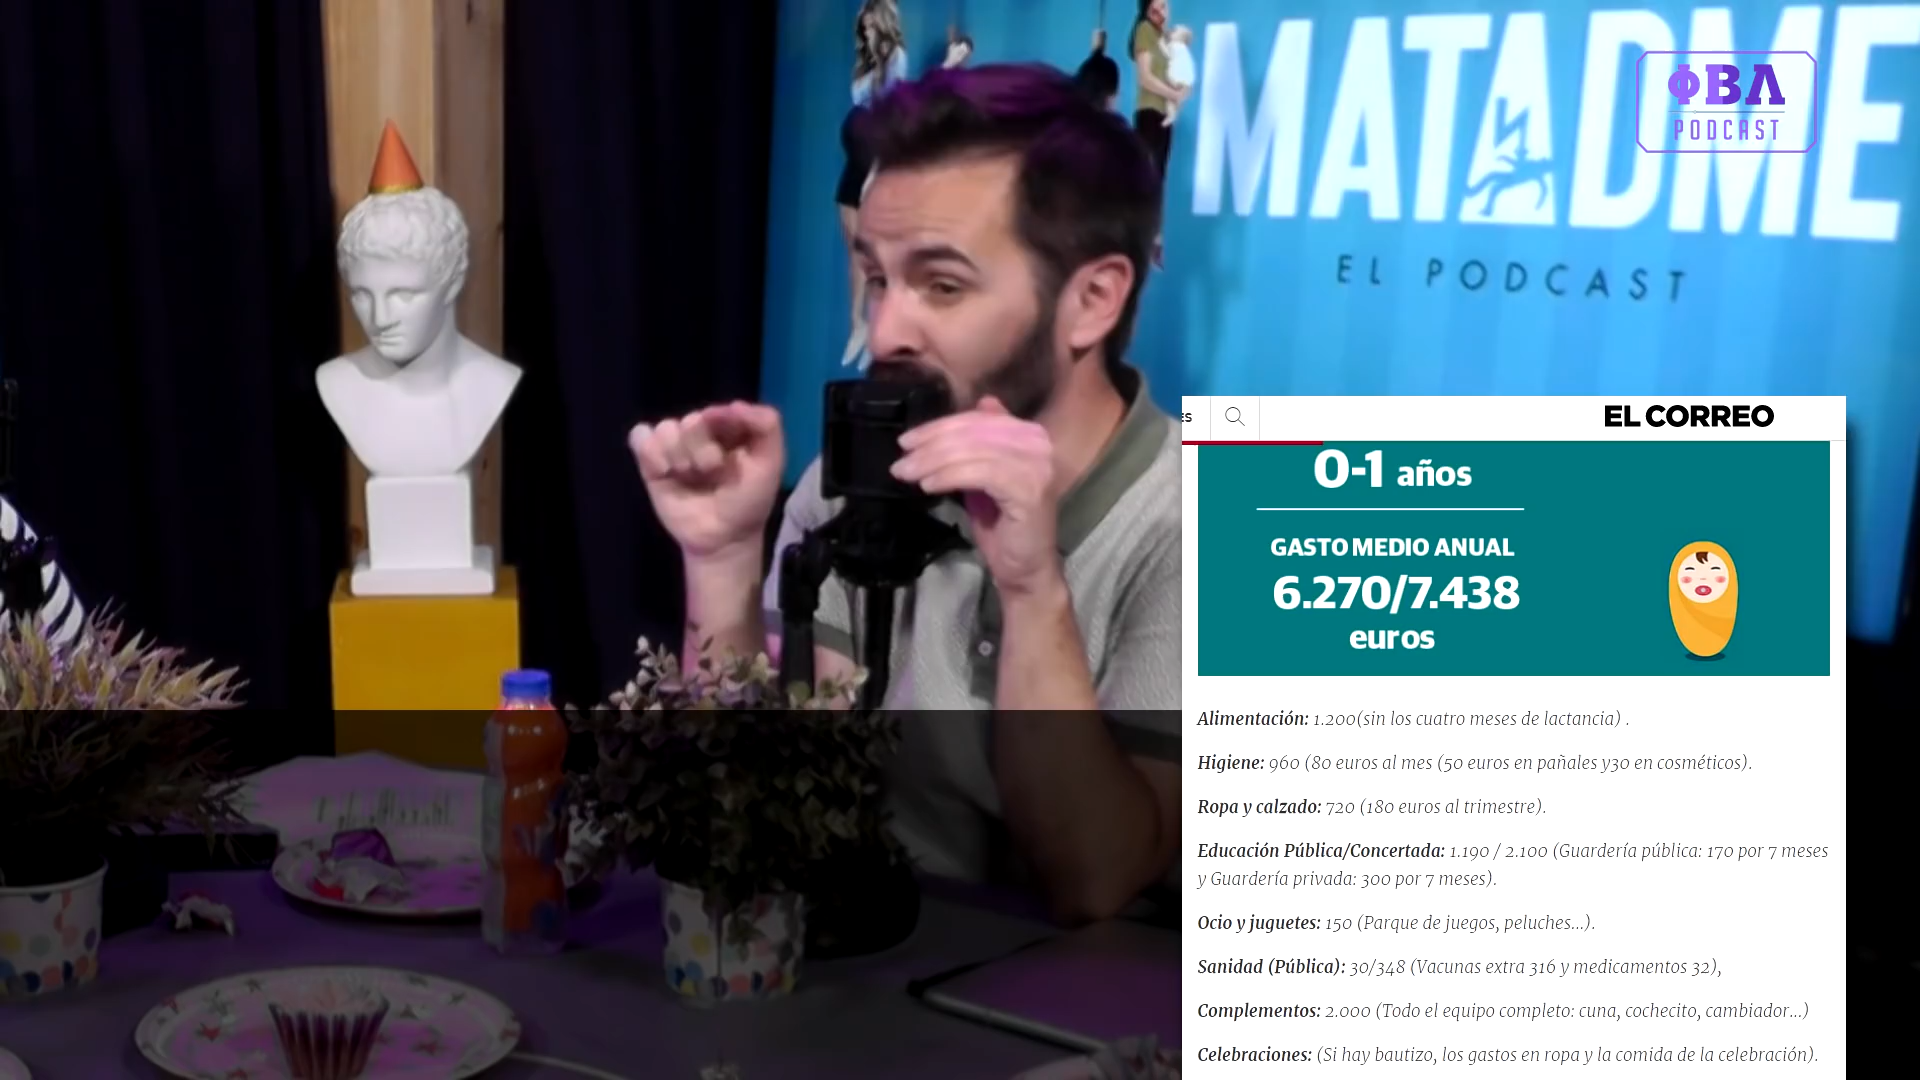 MATADME
EL PODCAST
ΦBΛ
PODCAST
ES
EL CORREO
0-1 años
GASTO MEDIO ANUAL
6.270/7.438
euros
Alimentación: 1.200(sin los cuatro meses de lactancia) .
Higiene: 960 (80 euros al mes (50 euros en pañales y30 en cosméticos).
Ropa y calzado: 720 (180 euros al trimestre).
Educación Pública/Concertada: 1.190 / 2.100 (Guardería pública: 170 por 7 meses
y Guardería privada: 300 por 7 meses).
Ocio y juguetes: 150 (Parque de juegos, peluches...).
Sanidad (Pública): 30/348 (Vacunas extra 316 y medicamentos 32),
Complementos: 2.000 (Todo el equipo completo: cuna, cochecito, cambiador...)
Celebraciones: (Si hay bautizo, los gastos en ropa y la comida de la celebración).